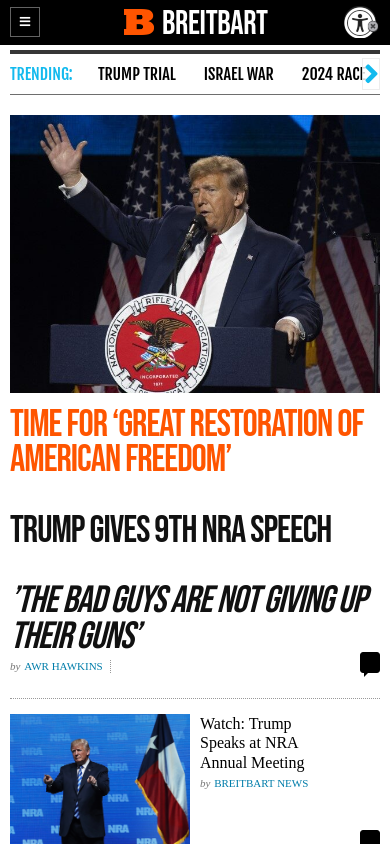 BREITBART
TRENDING:
TRUMP TRIAL
ISRAEL WAR
2024 RAC
NATIONAL RIFLE ASSOCIATION
INCORPORATED
1871
TIME FOR ‘GREAT RESTORATION OF
AMERICAN FREEDOM’
TRUMP GIVES 9TH NRA SPEECH
’THE BAD GUYS ARE NOT GIVING UP
THEIR GUNS’
by AWR HAWKINS
NRA
NRA
NRA
NRA
Watch: Trump
Speaks at NRA
Annual Meeting
by BREITBART NEWS